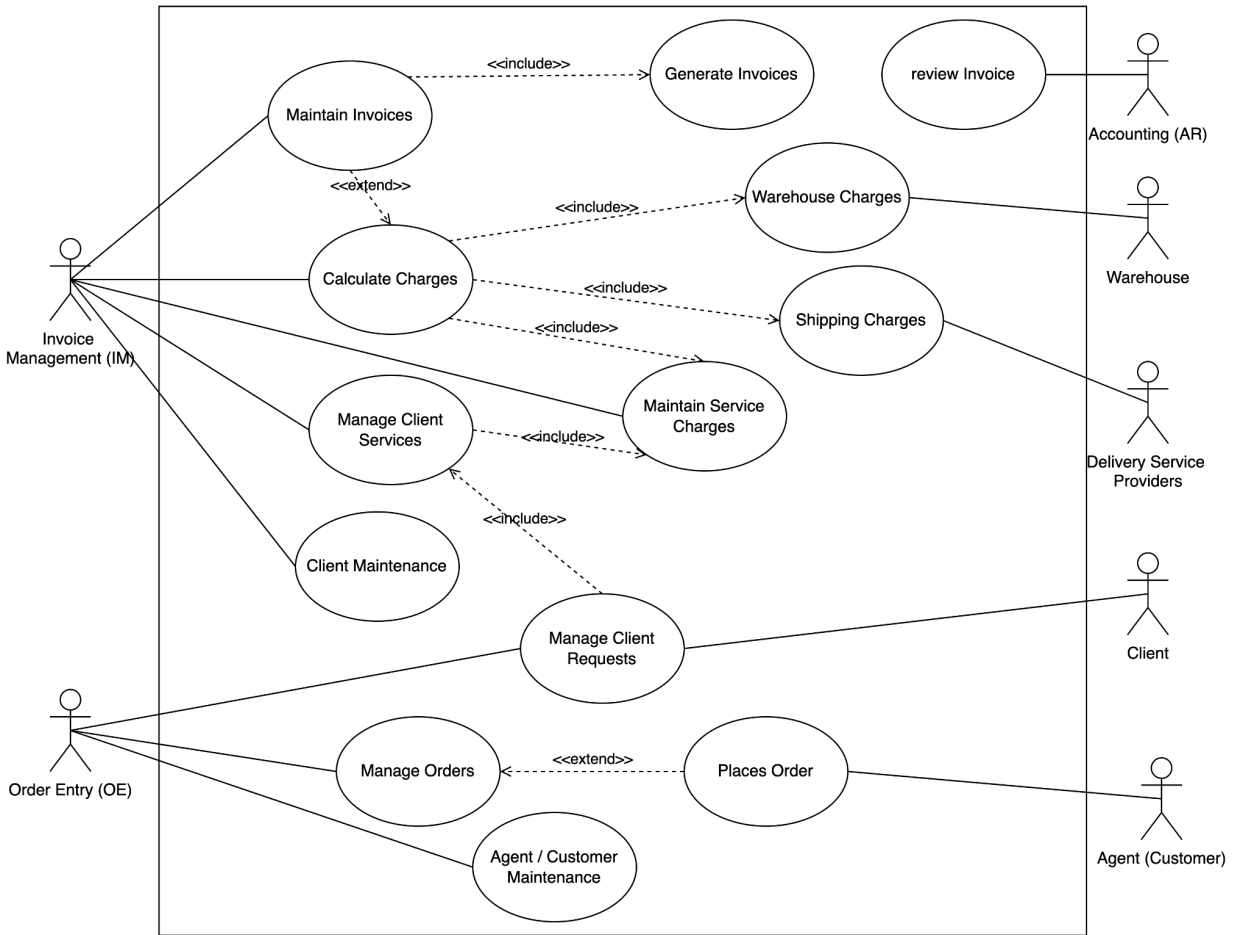 <<include>>
Generate Invoices
review Invoice
Maintain Invoices
Accounting (AR)
<<extend>>
<<include>>
Warehouse Charges
Warehouse
Calculate Charges
<<include>>
Shipping Charges
Invoice
Management (IM)
<<include>>
Maintain Service
Charges
Manage Client
Services
<<include>>
Delivery Service
Providers
<<include>>
Client Maintenance
Manage Client
Requests
Client
Order Entry (OE)
Manage Orders
<<extend>>
Places Order
Agent / Customer
Maintenance
Agent (Customer)